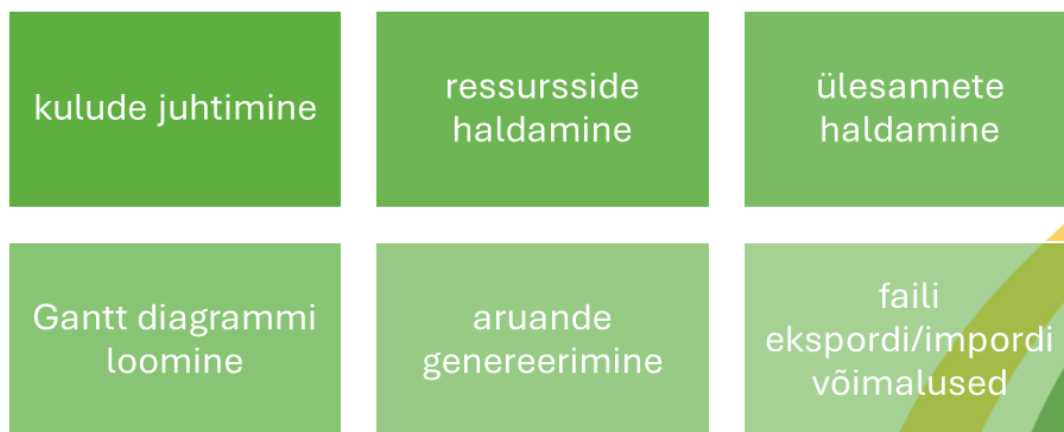 kulude juhtimine
ressursside
haldamine
ülesannete
haldamine
Gantt diagrammi
loomine
aruande
genereerimine
faili
ekspordi/impordi
võimalused